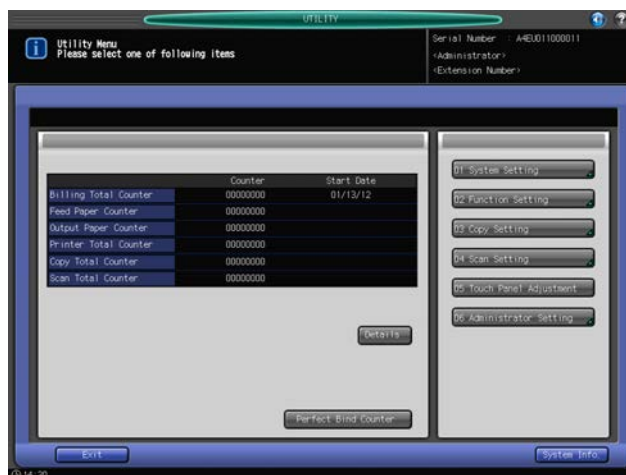 UTILITY
?
i
Utility Menu
Please select one of following items
Serial Number : A4EU011000011
<Administrator>
<Extension Number>
Counter Start Date
Billing Total Counter 00000000 01/13/12
Feed Paper Counter 00000000
Output Paper Counter 00000000
Printer Total Counter 00000000
Copy Total Counter 00000000
Scan Total Counter 00000000
Details
Perfect Bind Counter
01 System Setting
02 Function Setting
03 Copy Setting
04 Scan Setting
05 Touch Panel Adjustment
06 Administrator Setting
Exit
System Info.
14:20